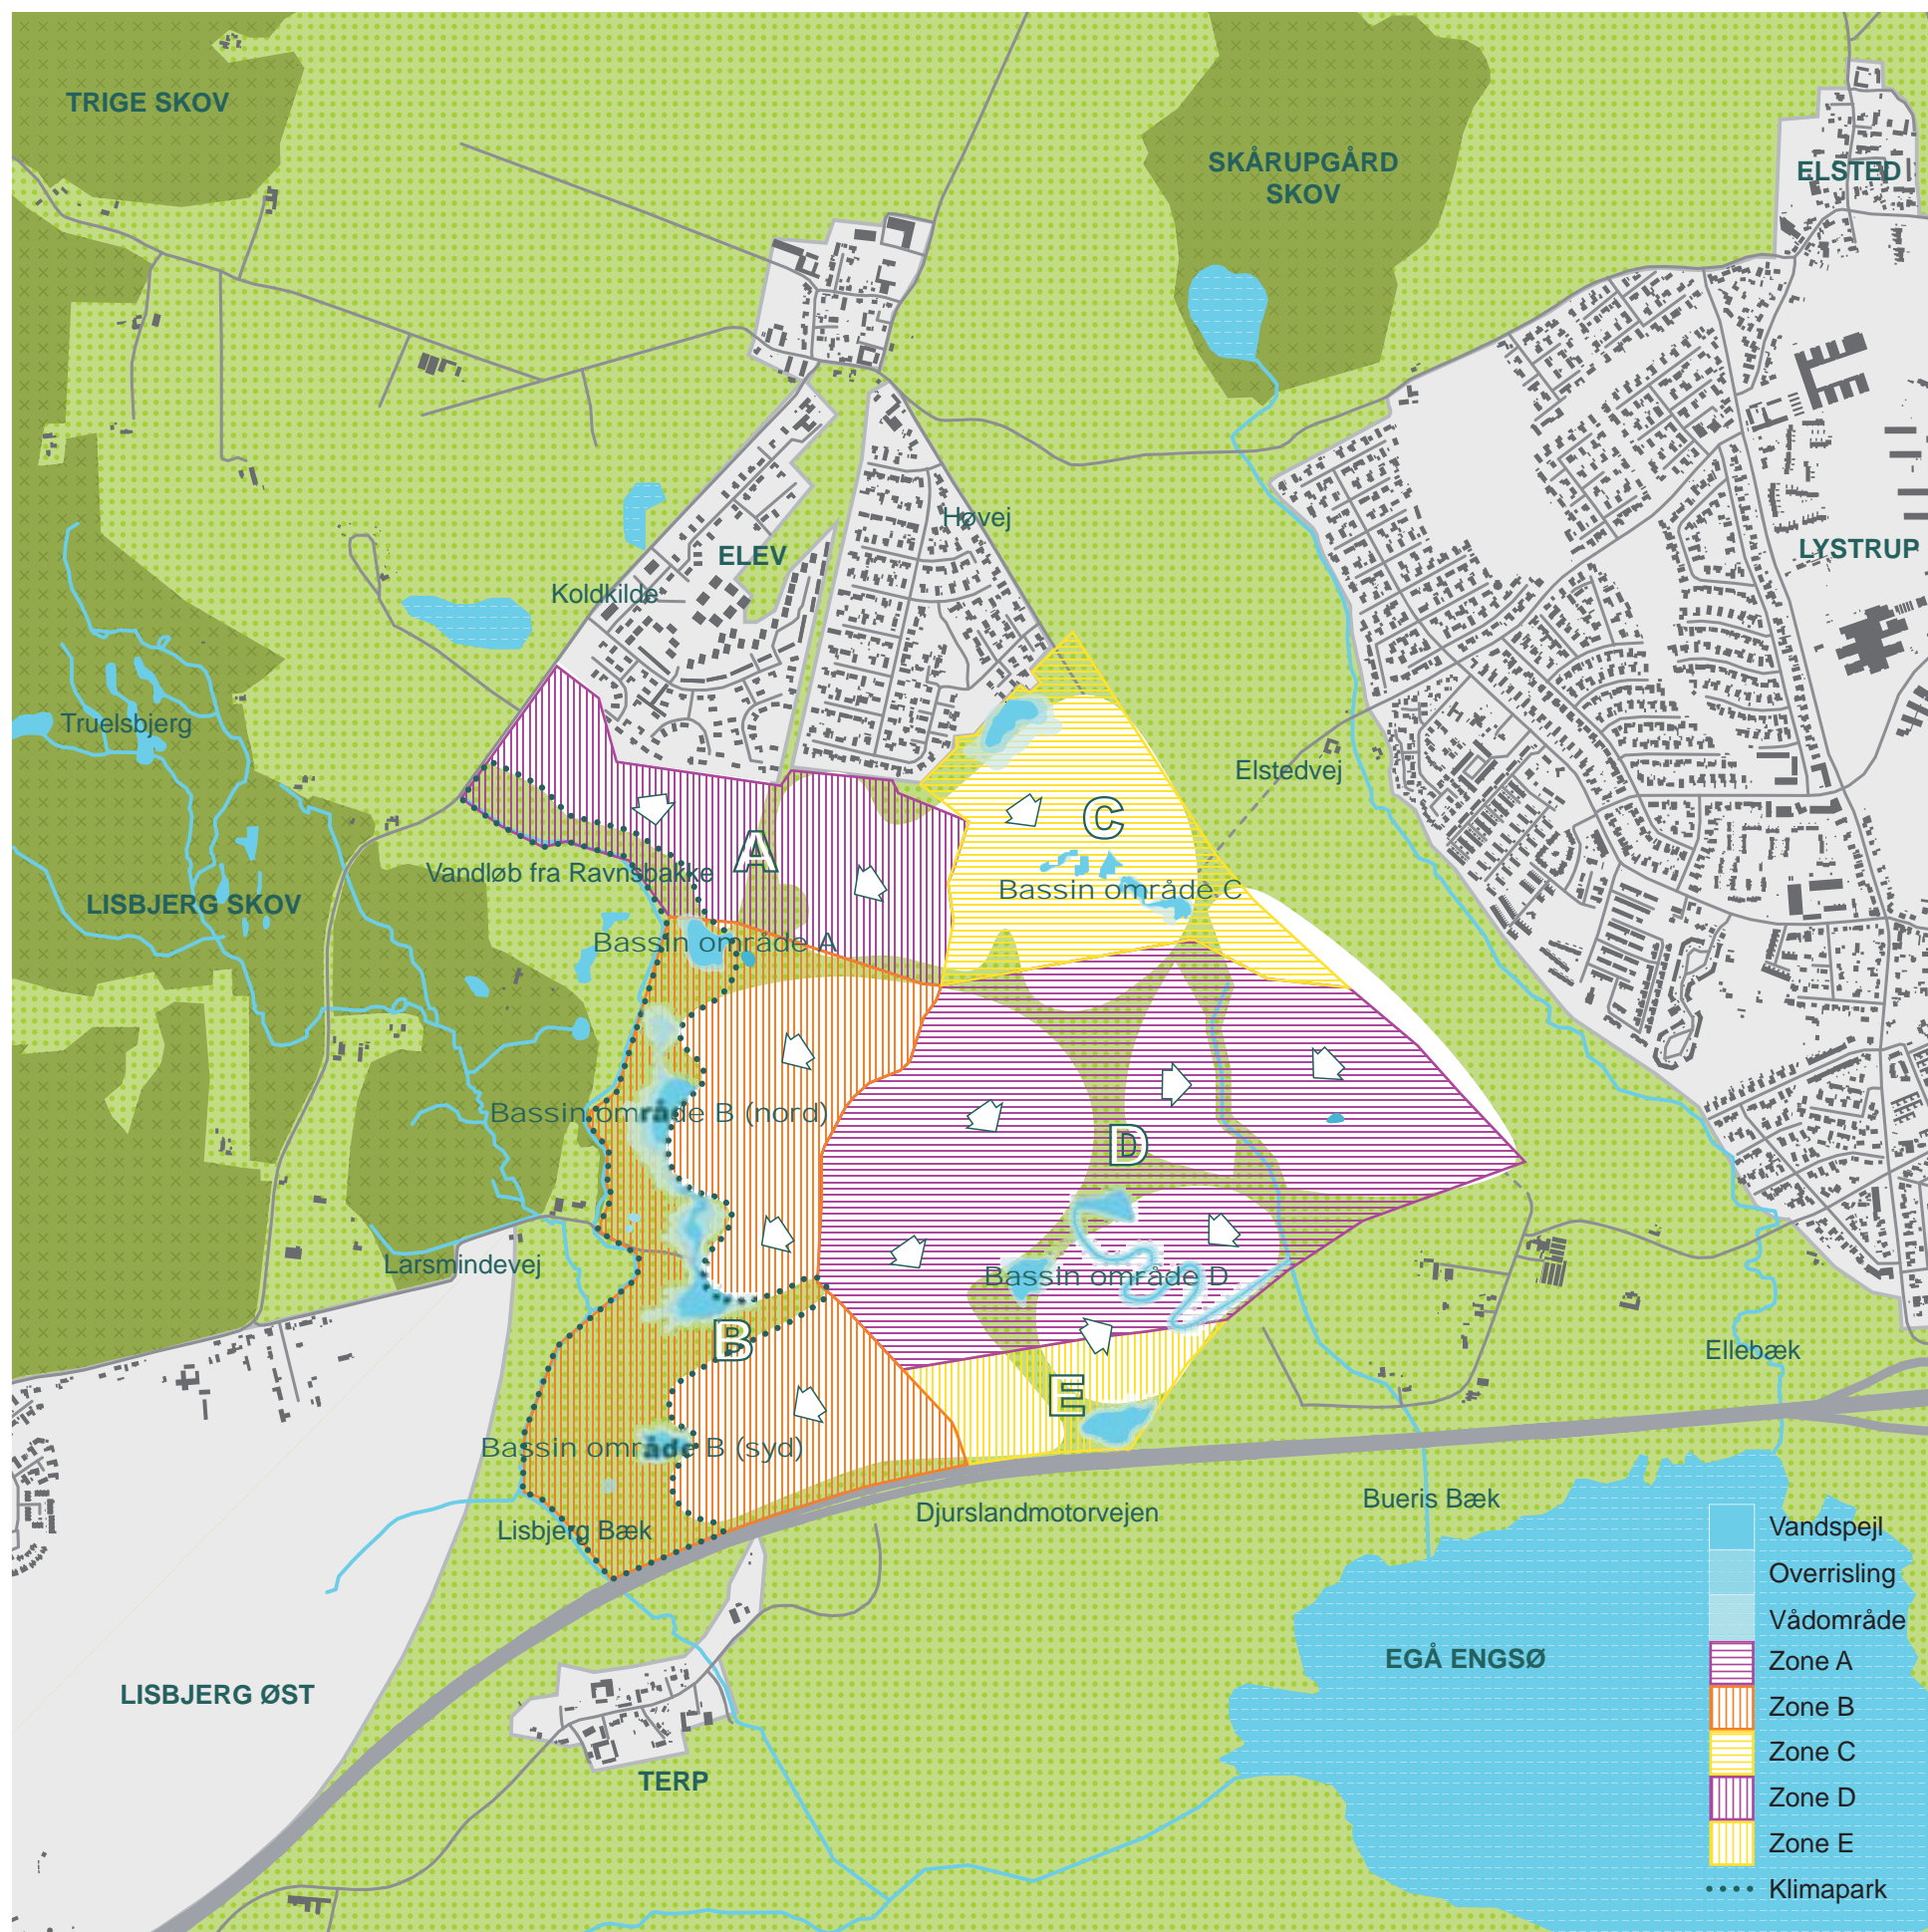 TRIGE SKOV
SKÅRUPGÅRD
SKOV
ELSTED
Høvej
ELEV
LYSTRUP
Koldkilde
Truelsbjerg
Elstedvej
C
A
Vandløb fra Ravnsbakke
Bassin område C
LISBJERG SKOV
Bassin område A
Bassin område B (nord)
D
Larsmindevej
Bassin område D
B
Ellebæk
E
Bassin område B (syd)
Bueris Bæk
Djurslandmotorvejen
Lisbjerg Bæk
EGÅ ENGSØ
LISBJERG ØST
TERP
Vandspejl
Overrisling
Vådområde
Zone A
Zone B
Zone C
Zone D
Zone E
Klimapark